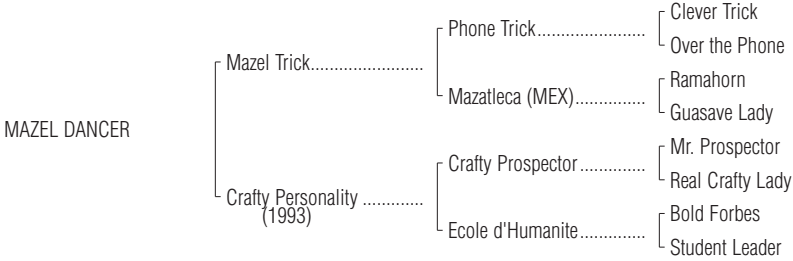 Clever Trick
Phone Trick.......................
Over the Phone
Mazel Trick........................
Ramahorn
Mazatleca (MEX)...............
Guasave Lady
MAZEL DANCER
Mr. Prospector
Crafty Prospector..............
Real Crafty Lady
Crafty Personality .............
(1993)
Bold Forbes
Ecole d'Humanite..............
Student Leader